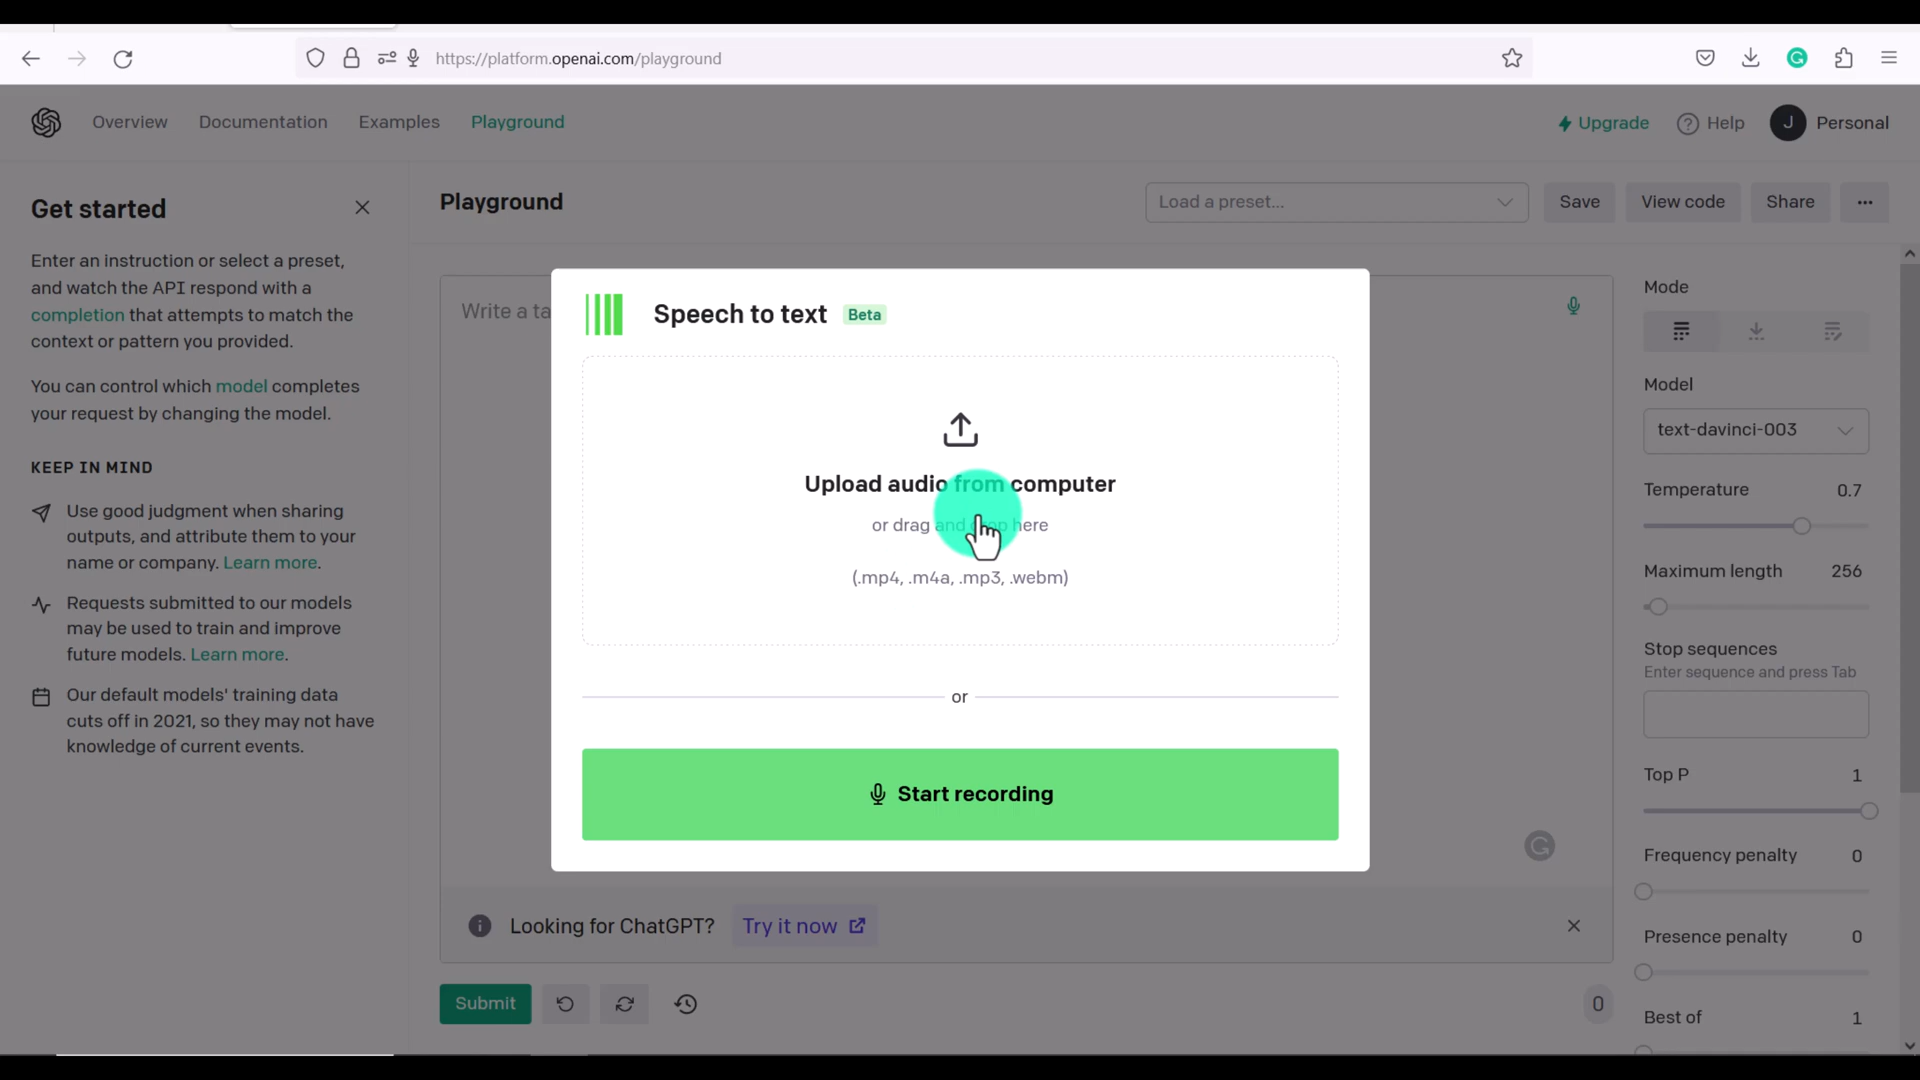 https://platform.openai.com/playground
Overview
Documentation
Examples
Playground
Upgrade
Help
J
Personal
Get started
Enter an instruction or select a preset,
and watch the API respond with a
completion that attempts to match the
context or pattern you provided.
You can control which model completes
your request by changing the model.
KEEP IN MIND
Use good judgment when sharing
outputs, and attribute them to your
name or company. Learn more.
Requests submitted to our models
may be used to train and improve
future models. Learn more.
Our default models' training data
cuts off in 2021, so they may not have
knowledge of current events.
Playground
Load a preset...
Save
View code
Share
Write a ta
Speech to text
Beta
Upload audio from computer
or drag and drop here
(.mp4, .m4a, .mp3, .webm)
or
Start recording
Looking for ChatGPT?
Try it now
Submit
0
Mode
Model
text-davinci-003
Temperature 0.7
Maximum length 256
Stop sequences
Enter sequence and press Tab
Top P 1
Frequency penalty 0
Presence penalty 0
Best of 1